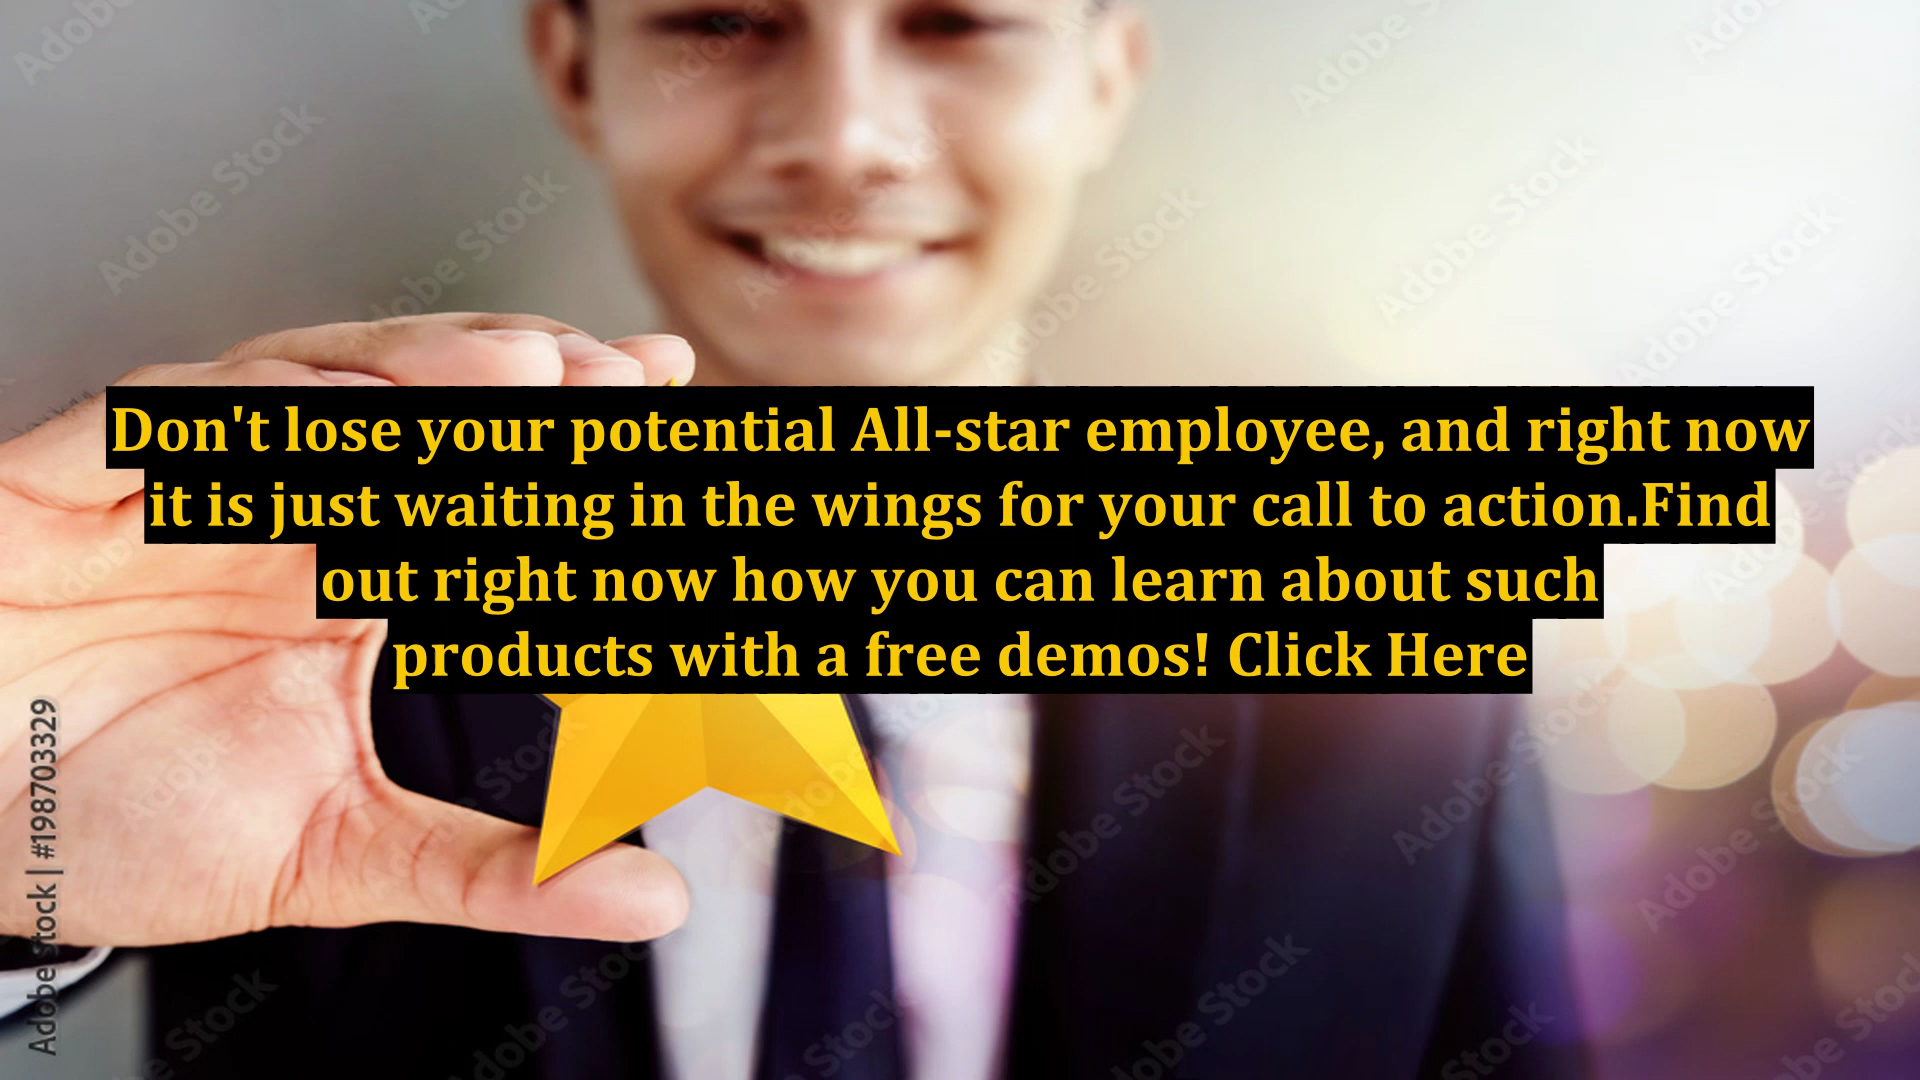 Don't lose your potential All-star employee, and right now
it is just waiting in the wings for your call to action.Find
out right now how you can learn about such
products with a free demos! Click Here
Adobe Stock | #198703329
Adobe Stock